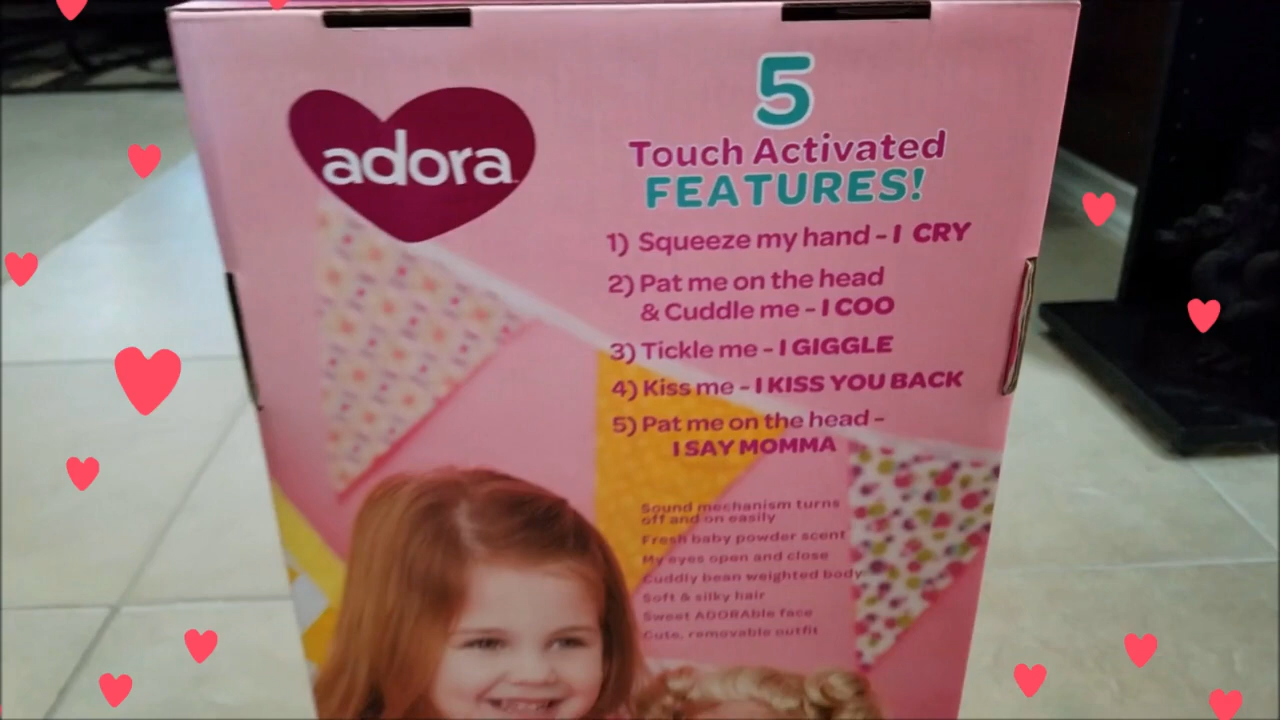 adora
5
Touch Activated
FEATURES!
1) Squeeze my hand - I CRY
2) Pat me on the head
& Cuddle me - I COO
3) Tickle me - I GIGGLE
4) Kiss me - I KISS YOU BACK
5) Pat me on the head -
I SAY MOMMA
Sound mechanism turns
off and on easily
Fresh baby powder scent
My eyes open and close
Cuddly bean weighted body
Soft & silky hair
Sweet ADORAble face
Cute, removable outfit